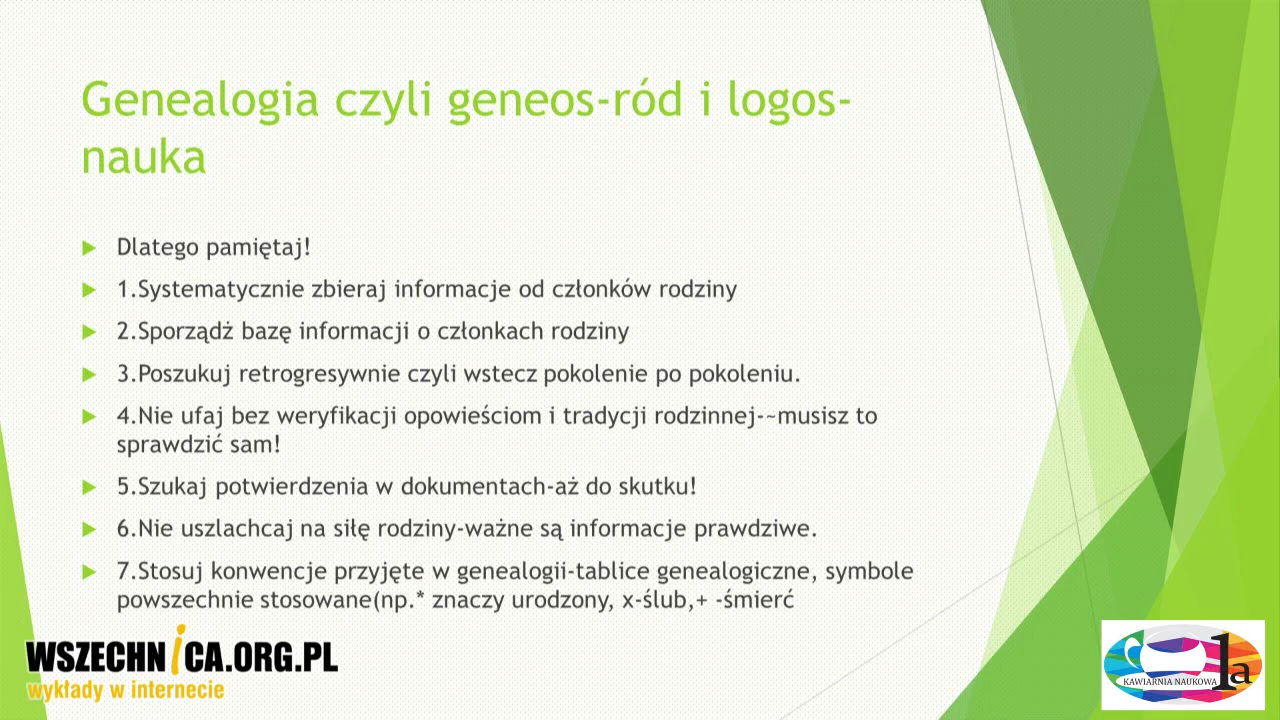 Genealogia czyli geneos-ród i logos-
nauka
Dlatego pamiętaj!
1.Systematycznie zbieraj informacje od członków rodziny
2.Sporządż bazę informacji o członkach rodziny
3.Poszukuj retrogresywnie czyli wstecz pokolenie po pokoleniu.
4.Nie ufaj bez weryfikacji opowieściom i tradycji rodzinnej-~musisz to
sprawdzić sam!
5.Szukaj potwierdzenia w dokumentach-aż do skutku!
6.Nie uszlachcaj na siłę rodziny-ważne są informacje prawdziwe.
7.Stosuj konwencje przyjęte w genealogii-tablice genealogiczne, symbole
powszechnie stosowane(np.* znaczy urodzony, x-ślub,+ -śmierć
WSZECHNiCA.ORG.PL
wykłady w internecie
KAWIARNIA NAUKOWA 1a